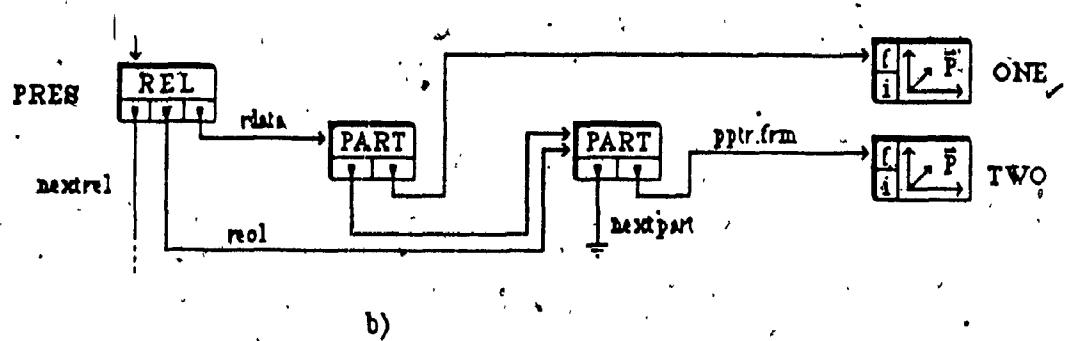 PRES
REL
rdata
PART
PART
pptr.frm
f
i
P
ONE
f
i
P
TWO
nextrel
reol
nextpart
b)